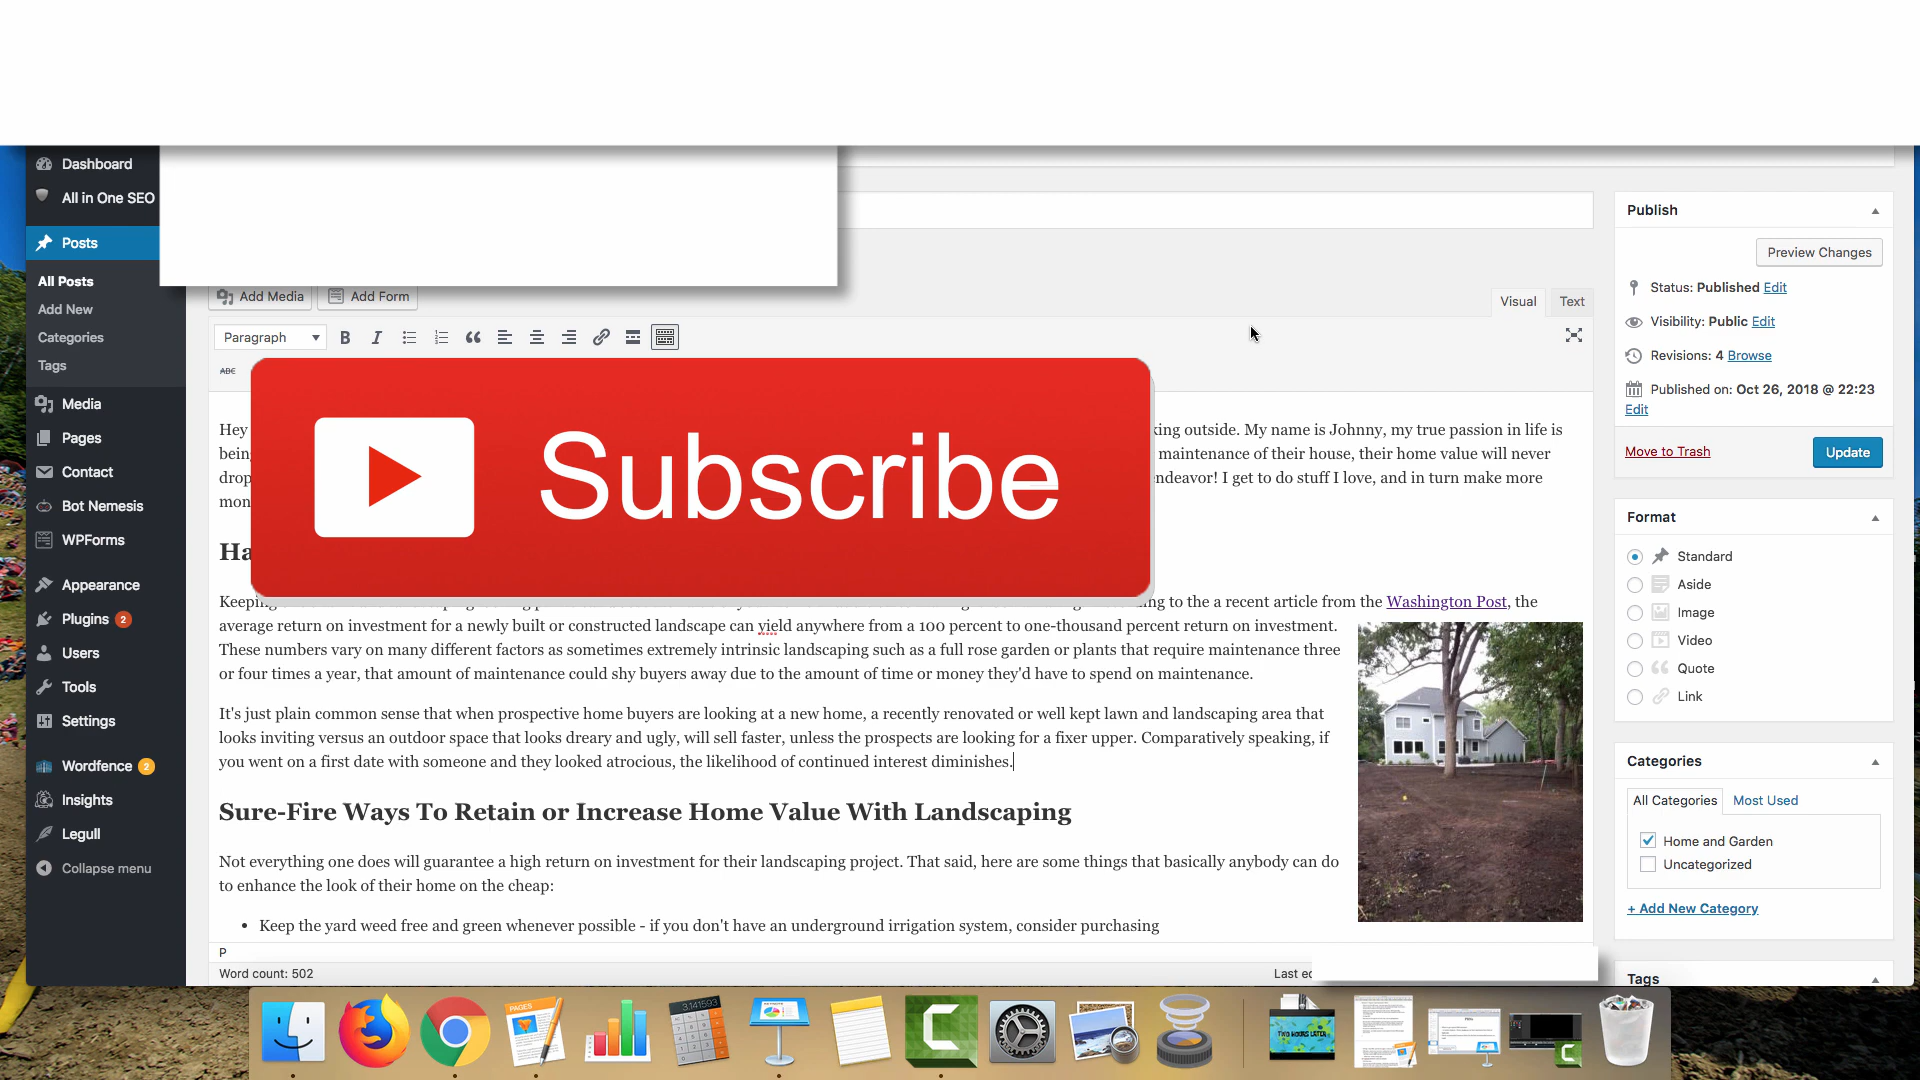 Dashboard
All in One SEO
Posts
All Posts
Add New
Categories
Tags
Media
Pages
Contact
Bot Nemesis
WPForms
Appearance
Plugins 2
Users
Tools
Settings
Wordfence 2
Insights
Legull
Collapse menu
Add Media
Add Form
Visual
Text
Paragraph
B
I
ABC
Subscribe
Hey
king outside. My name is Johnny, my true passion in life is
maintenance of their house, their home value will never
drop
endeavor! I get to do stuff I love, and in turn make more
Keeping
to the a recent article from the Washington Post, the
average return on investment for a newly built or constructed landscape can yield anywhere from a 100 percent to one-thousand percent return on investment.
These numbers vary on many different factors as sometimes extremely intrinsic landscaping such as a full rose garden or plants that require maintenance three
or four times a year, that amount of maintenance could shy buyers away due to the amount of time or money they'd have to spend on maintenance.
It's just plain common sense that when prospective home buyers are looking at a new home, a recently renovated or well kept lawn and landscaping area that
looks inviting versus an outdoor space that looks dreary and ugly, will sell faster, unless the prospects are looking for a fixer upper. Comparatively speaking, if
you went on a first date with someone and they looked atrocious, the likelihood of continued interest diminishes.
Sure-Fire Ways To Retain or Increase Home Value With Landscaping
Not everything one does will guarantee a high return on investment for their landscaping project. That said, here are some things that basically anybody can do
to enhance the look of their home on the cheap:
• Keep the yard weed free and green whenever possible - if you don't have an underground irrigation system, consider purchasing
P
Word count: 502
Last ed
Publish
Preview Changes
Status: Published Edit
Visibility: Public Edit
Revisions: 4 Browse
Published on: Oct 26, 2018 @ 22:23
Edit
Move to Trash
Update
Format
Standard
Aside
Image
Video
Quote
Link
Categories
All Categories
Most Used
Home and Garden
Uncategorized
+ Add New Category
Tags
PAGES
3.141593
KEYNOTE
TWO HOURS LATER